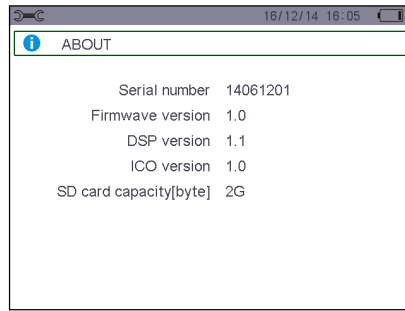 16/12/14 16:05
ABOUT
Serial number 14061201
Firmwave version 1.0
DSP version 1.1
ICO version 1.0
SD card capacity[byte] 2G